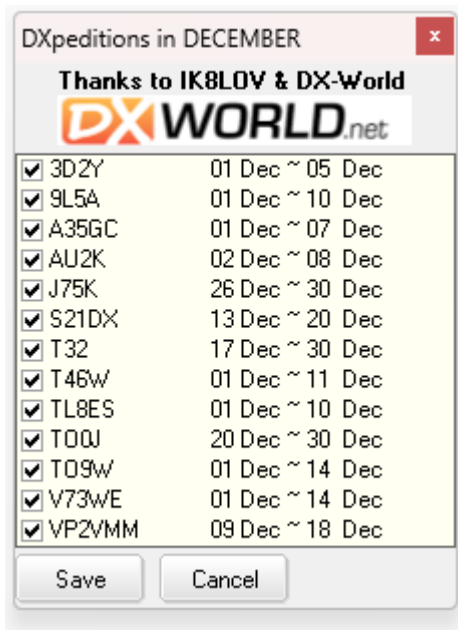 DXpeditions in DECEMBER
x
Thanks to IK8LOV & DX-World
DX WORLD.net
3D2Y 01 Dec ~ 05 Dec
9L5A 01 Dec ~ 10 Dec
A35GC 01 Dec ~ 07 Dec
AU2K 02 Dec ~ 08 Dec
J75K 26 Dec ~ 30 Dec
S21DX 13 Dec ~ 20 Dec
T32 17 Dec ~ 30 Dec
T46W 01 Dec ~ 11 Dec
TL8ES 01 Dec ~ 10 Dec
TO0J 20 Dec ~ 30 Dec
TO9W 01 Dec ~ 14 Dec
V73WE 01 Dec ~ 14 Dec
VP2VMM 09 Dec ~ 18 Dec
Save Cancel